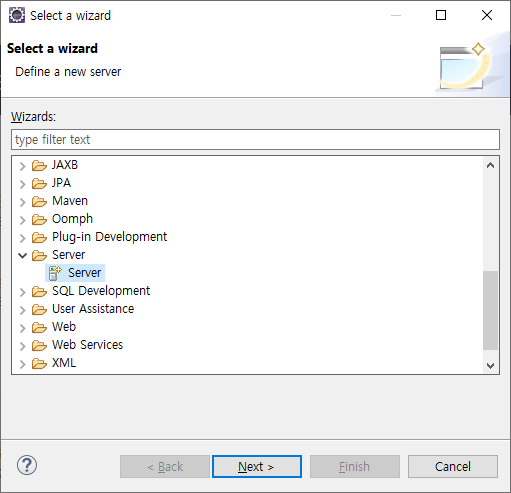 Select a wizard
Select a wizard
Define a new server
Wizards:
type filter text
JAXB
JPA
Maven
Oomph
Plug-in Development
Server
Server
SQL Development
User Assistance
Web
Web Services
XML
?
< Back
Next >
Finish
Cancel